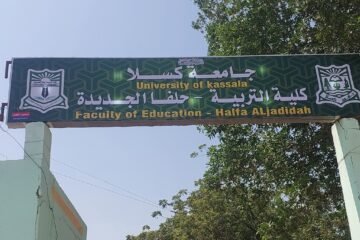 جامعة كسلا
University of kassala
كلية التربية - حلفا الجديدة
Faculty of Education - Halfa ALjadidah